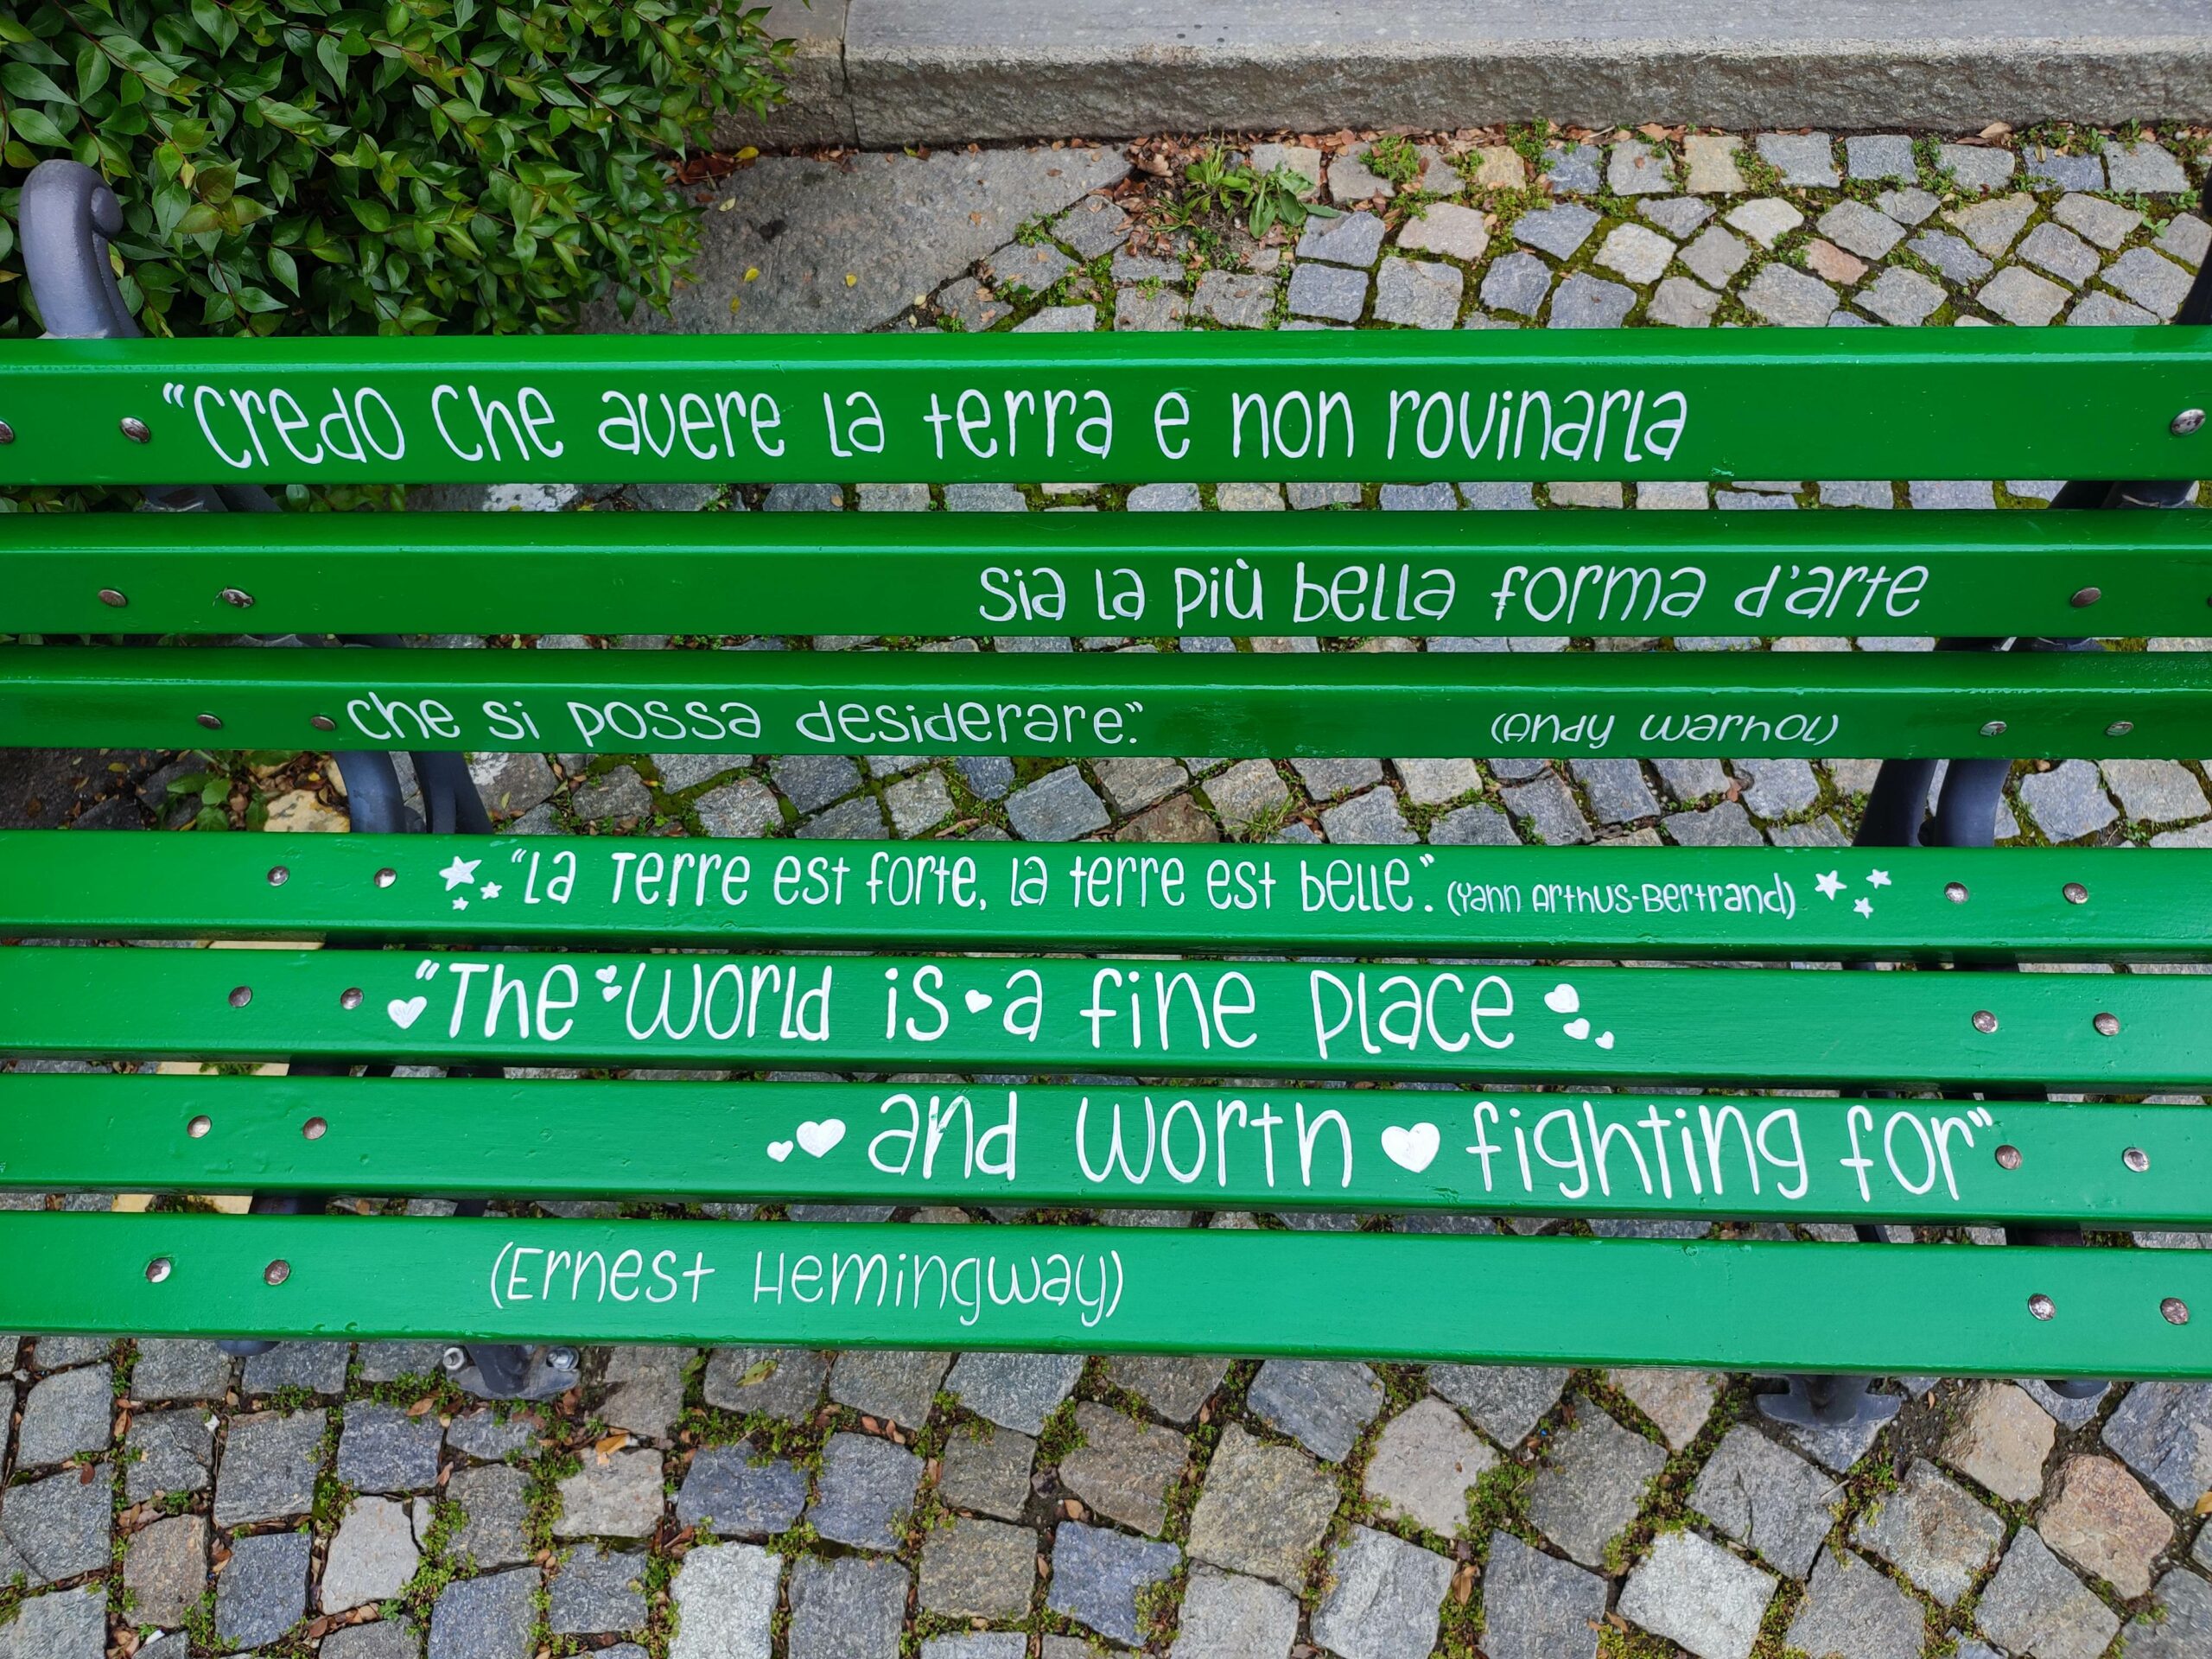 "Credo che avere la terra e non rovinarla
sia la più bella forma d'arte
che si possa desiderare."
(Andy Warhol)
"La Terre est forte, la terre est belle". (Yann Arthus-Bertrand)
"The world is a fine place
and worth fighting for"
(Ernest Hemingway)